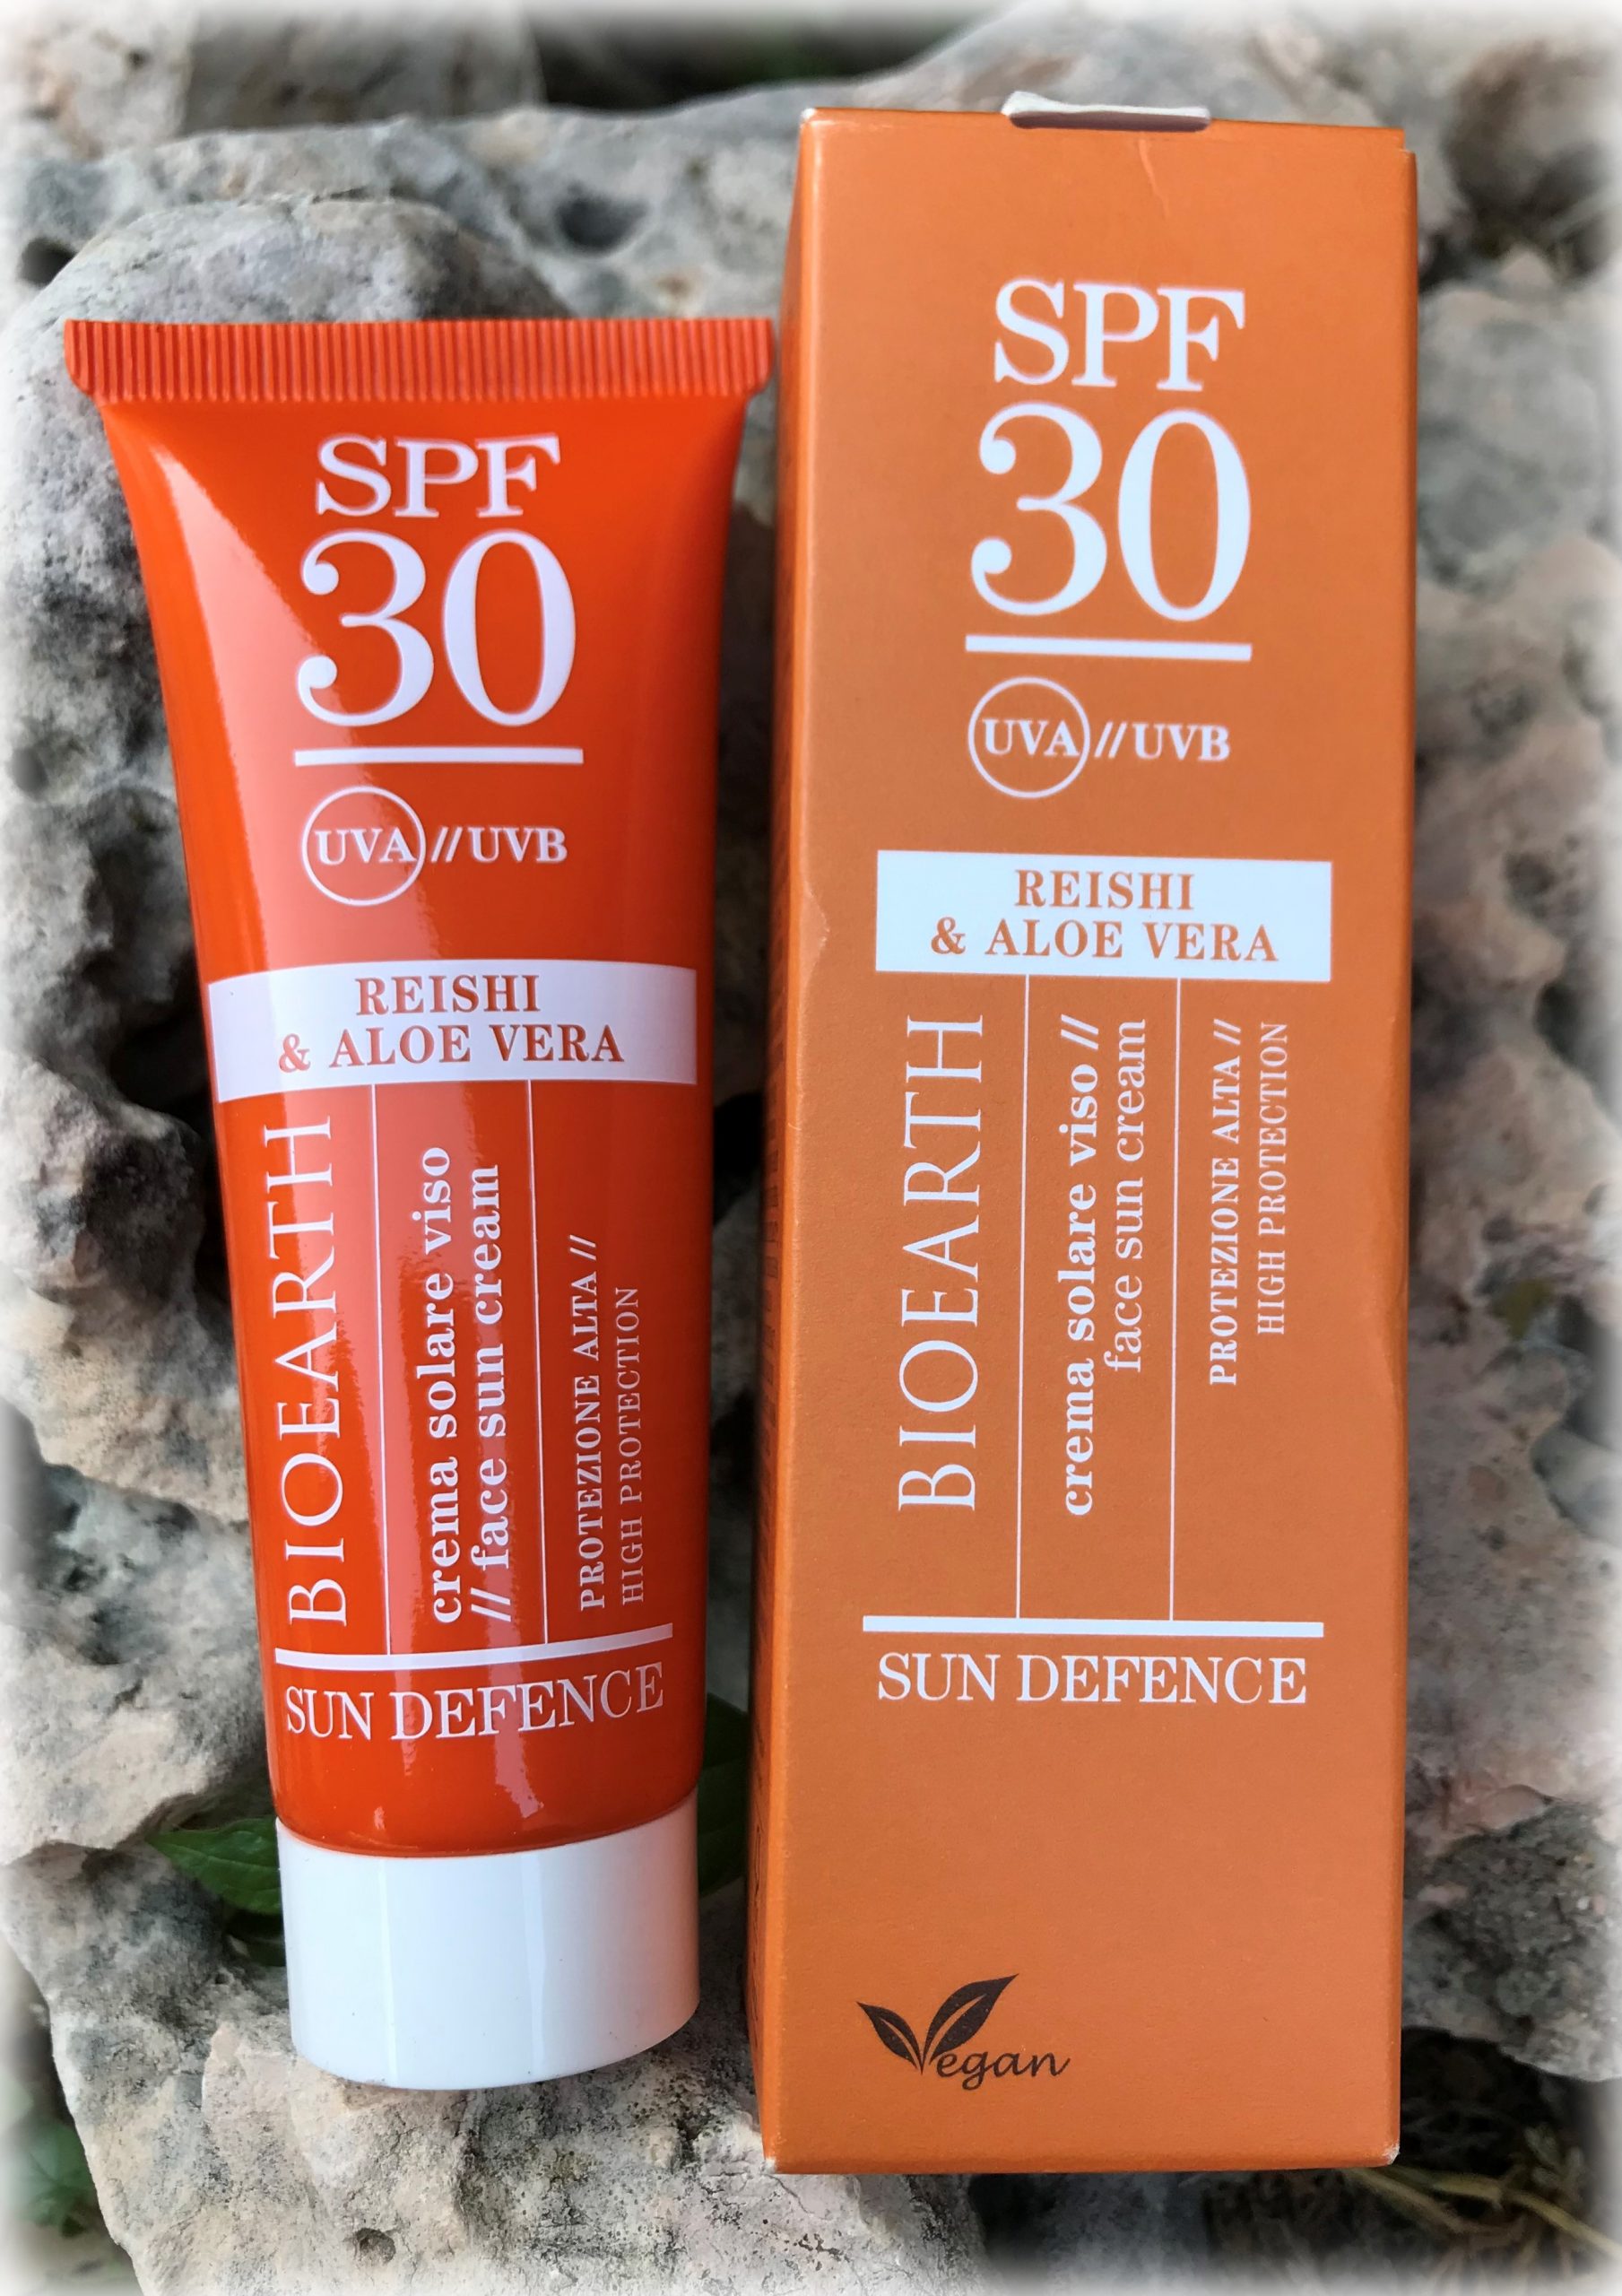 SPF
30
UVA // UVB
REISHI
& ALOE VERA
BIOEARTH
crema solare viso
// face sun cream
PROTEZIONE ALTA //
HIGH PROTECTION
SUN DEFENCE
SPF
30
UVA // UVB
REISHI
& ALOE VERA
BIOEARTH
crema solare viso //
face sun cream
PROTEZIONE ALTA //
HIGH PROTECTION
SUN DEFENCE
Vegan